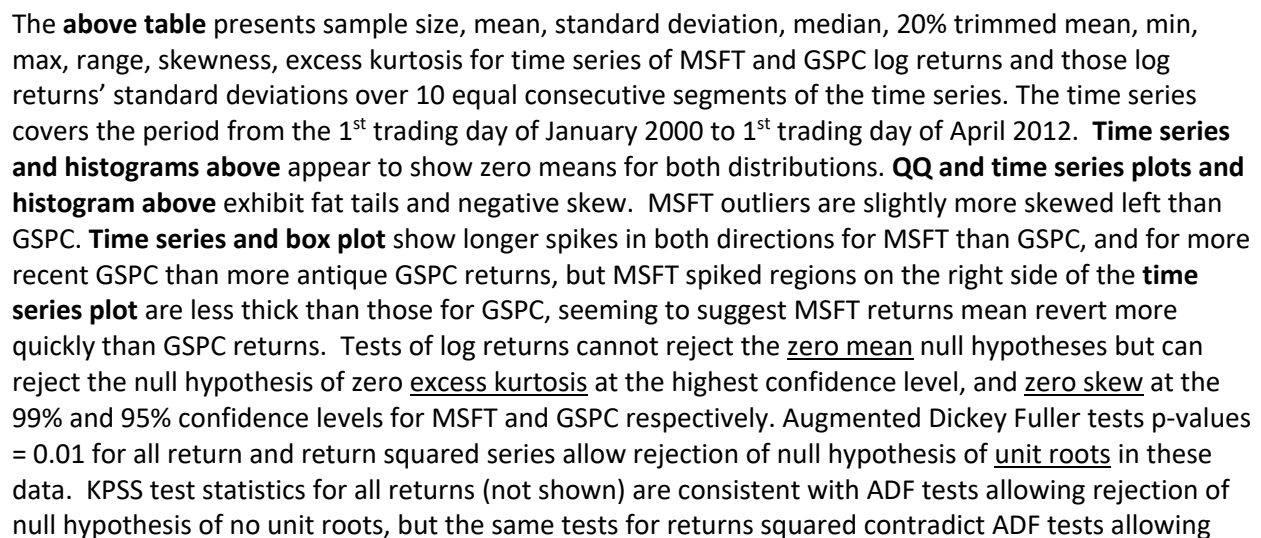 The above table presents sample size, mean, standard deviation, median, 20% trimmed mean, min,
max, range, skewness, excess kurtosis for time series of MSFT and GSPC log returns and those log
returns’ standard deviations over 10 equal consecutive segments of the time series. The time series
covers the period from the 1st trading day of January 2000 to 1st trading day of April 2012. Time series
and histograms above appear to show zero means for both distributions. QQ and time series plots and
histogram above exhibit fat tails and negative skew. MSFT outliers are slightly more skewed left than
GSPC. Time series and box plot show longer spikes in both directions for MSFT than GSPC, and for more
recent GSPC than more antique GSPC returns, but MSFT spiked regions on the right side of the time
series plot are less thick than those for GSPC, seeming to suggest MSFT returns mean revert more
quickly than GSPC returns. Tests of log returns cannot reject the zero mean null hypotheses but can
reject the null hypothesis of zero excess kurtosis at the highest confidence level, and zero skew at the
99% and 95% confidence levels for MSFT and GSPC respectively. Augmented Dickey Fuller tests p-values
= 0.01 for all return and return squared series allow rejection of null hypothesis of unit roots in these
data. KPSS test statistics for all returns (not shown) are consistent with ADF tests allowing rejection of
null hypothesis of no unit roots, but the same tests for returns squared contradict ADF tests allowing